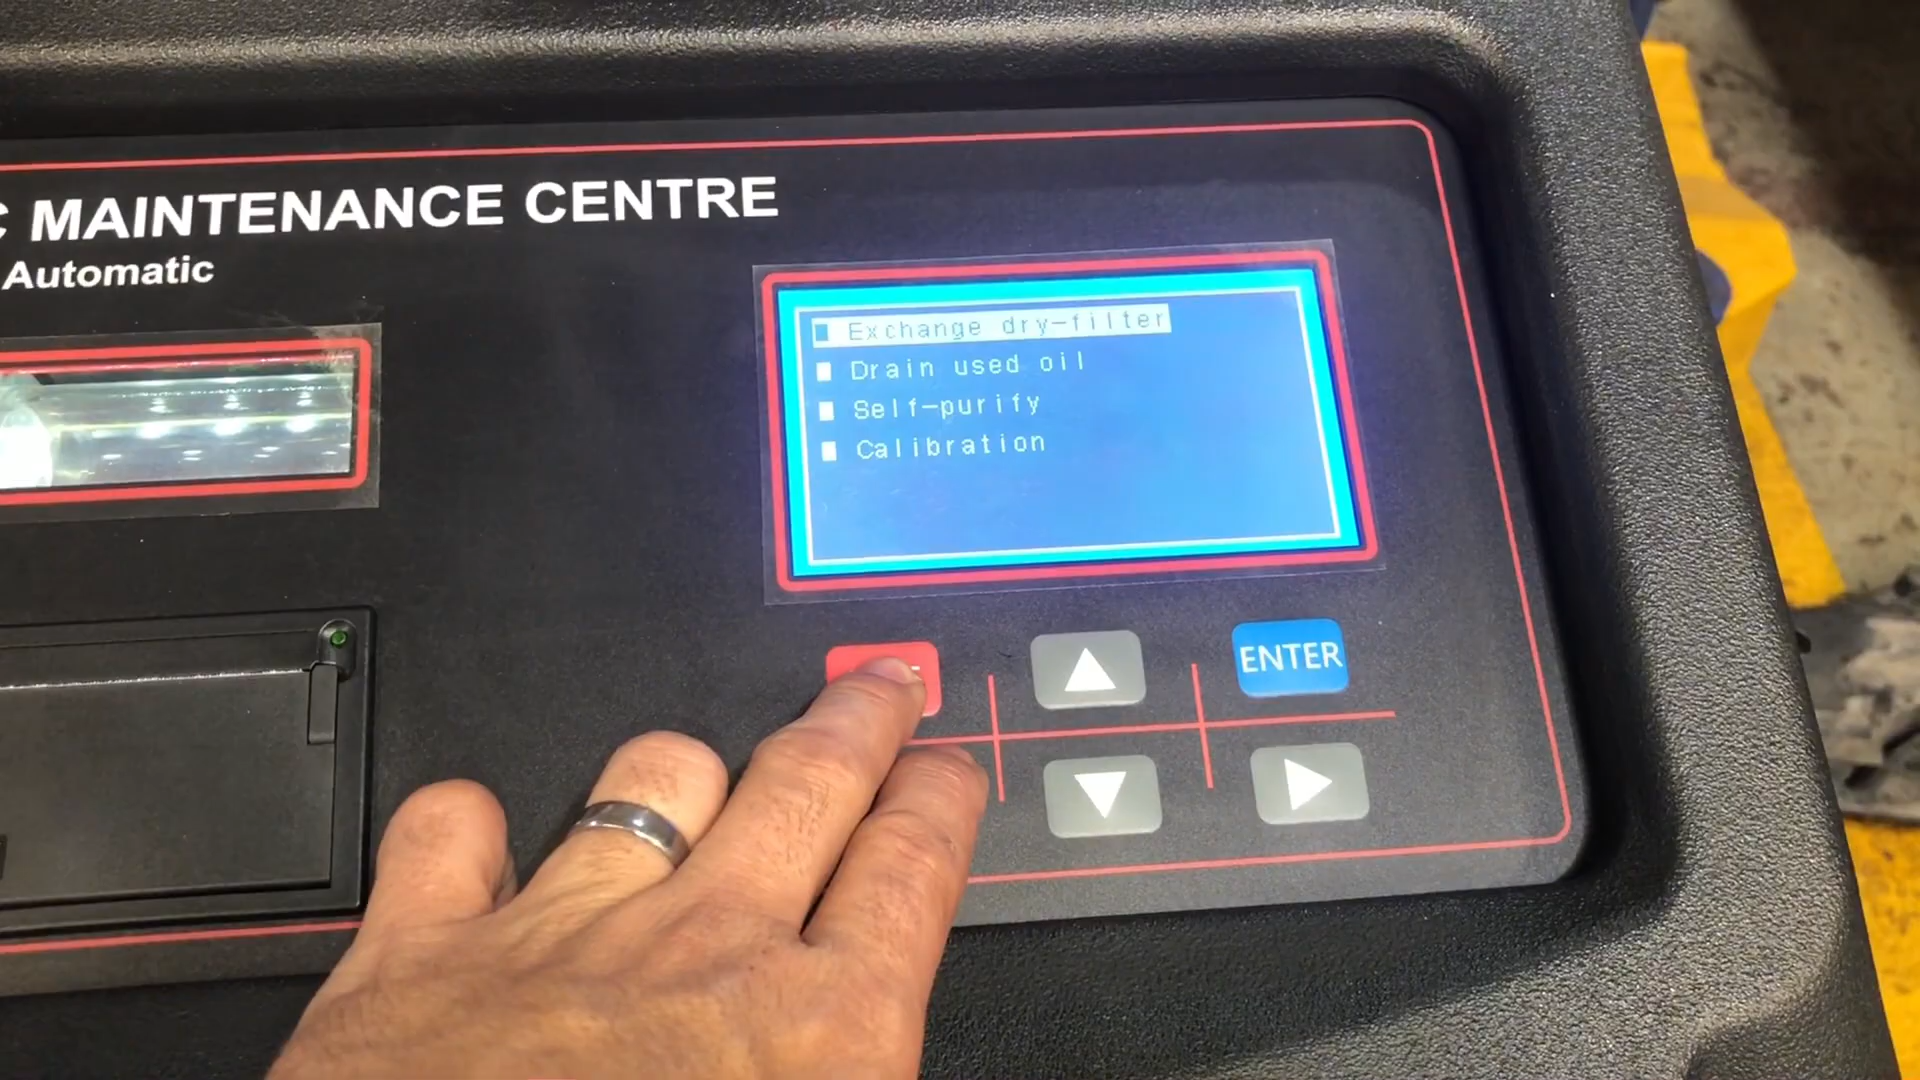 C MAINTENANCE CENTRE
Automatic
Exchange dry-filter
Drain used oil
Self-purify
Calibration
ENTER